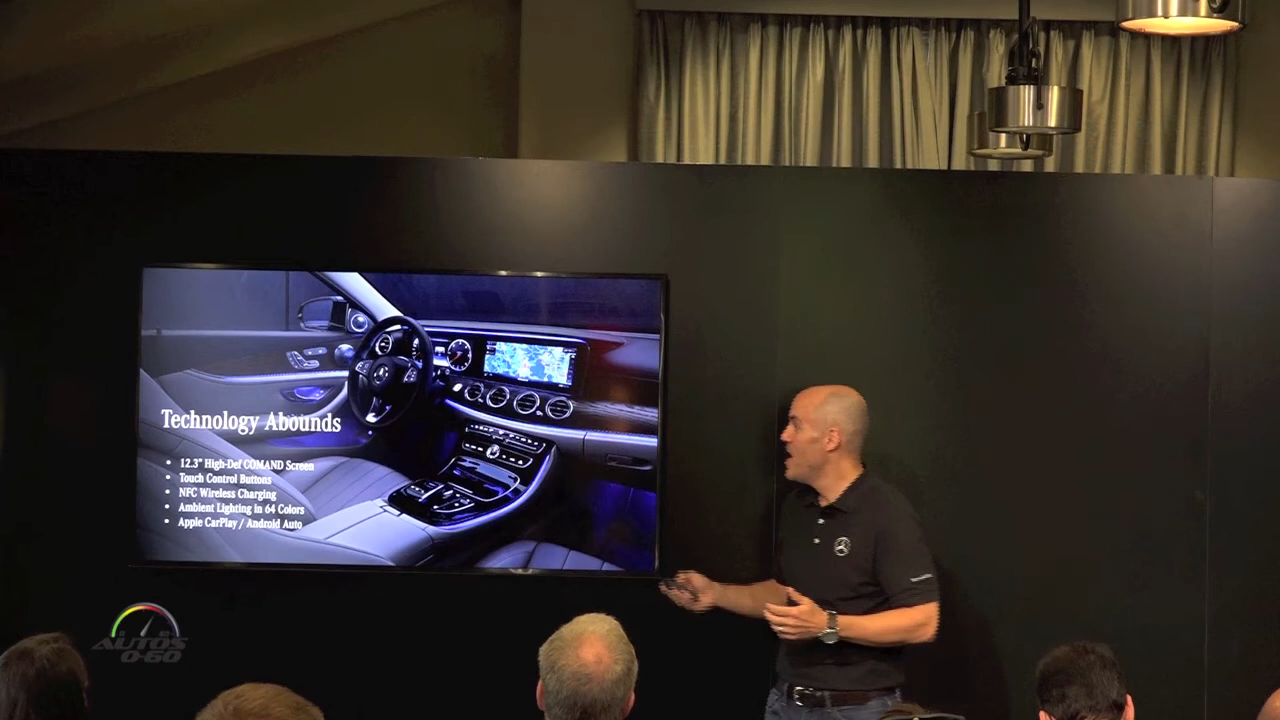 Technology Abounds
• 12.3" High-Def COMAND Screen
• Touch Control Buttons
• NFC Wireless Charging
• Ambient Lighting in 64 Colors
• Apple CarPlay / Android Auto
AUTOS
0-60